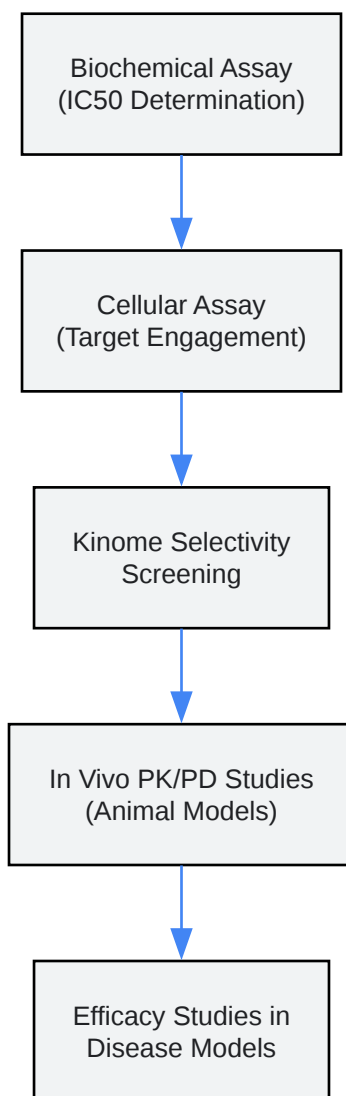 Biochemical Assay
(IC50 Determination)
Cellular Assay
(Target Engagement)
Kinome Selectivity
Screening
In Vivo PK/PD Studies
(Animal Models)
Efficacy Studies in
Disease Models